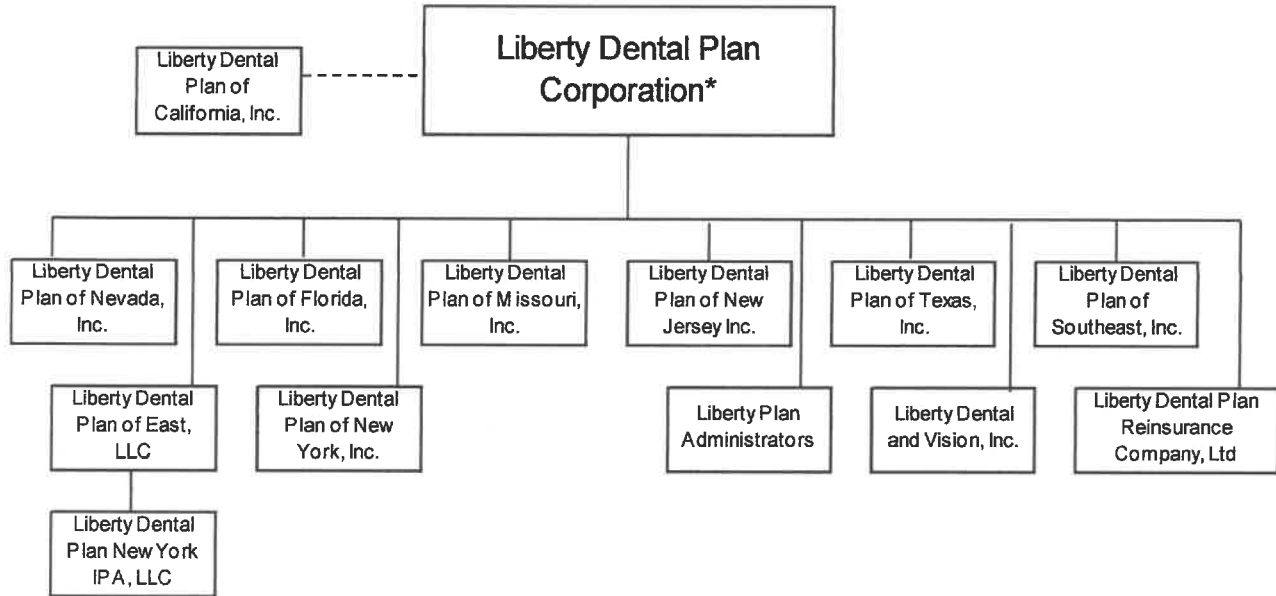 Liberty Dental Plan
Corporation*
Liberty Dental
Plan of
California, Inc.
Liberty Dental
Plan of Nevada,
Inc.
Liberty Dental
Plan of Florida,
Inc.
Liberty Dental
Plan of Missouri,
Inc.
Liberty Dental
Plan of New
Jersey Inc.
Liberty Dental
Plan of Texas,
Inc.
Liberty Dental
Plan of
Southeast, Inc.
Liberty Dental
Plan of East,
LLC
Liberty Dental
Plan of New
York, Inc.
Liberty Plan
Administrators
Liberty Dental
and Vision, Inc.
Liberty Dental Plan
Reinsurance
Company, Ltd
Liberty Dental
Plan New York
IPA, LLC